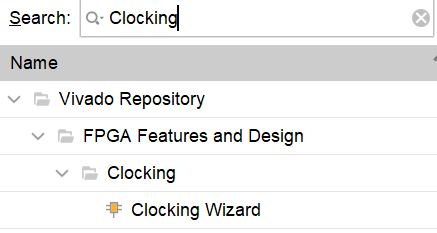 Search: Clocking
Name
Vivado Repository
FPGA Features and Design
Clocking
Clocking Wizard